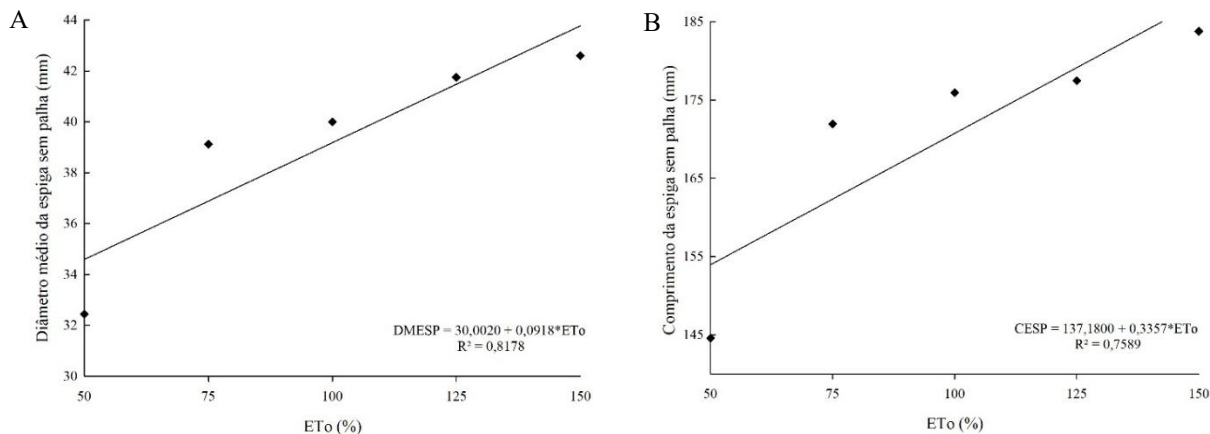 A
Diâmetro médio da espiga sem palha (mm)
44
42
40
38
36
34
32
30
50
75
100
125
150
ETo (%)
DMESP = 30,0020 + 0,0918*ETo
R² = 0,8178
B
Comprimento da espiga sem palha (mm)
185
175
165
155
145
50
75
100
125
150
ETo (%)
CESP = 137,1800 + 0,3357*ETo
R² = 0,7589